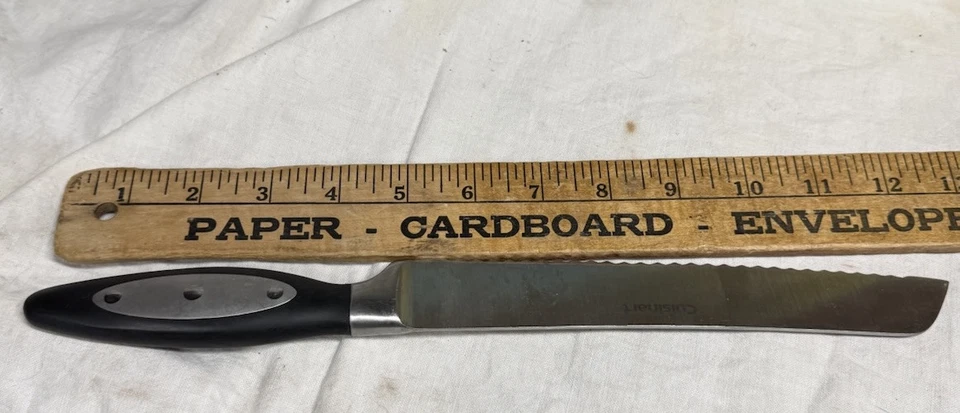 1 2 3 4 5 6 7 8 9 10 11 12
PAPER - CARDBOARD - ENVELOPE
Cuisinart